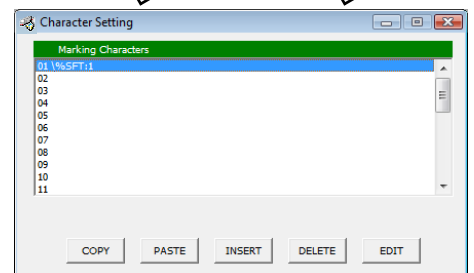 Character Setting
Marking Characters
01 \%SFT:1
02
03
04
05
06
07
08
09
10
11
COPY PASTE INSERT DELETE EDIT